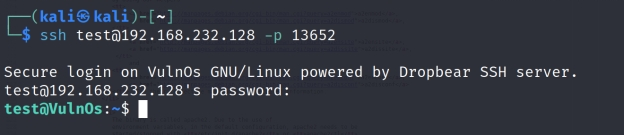 ┌──(kali㉿kali)-[~]
└─$ ssh test@192.168.232.128 -p 13652
Secure login on VulnOs GNU/Linux powered by Dropbear SSH server.
test@192.168.232.128's password:
test@VulnOs:~$